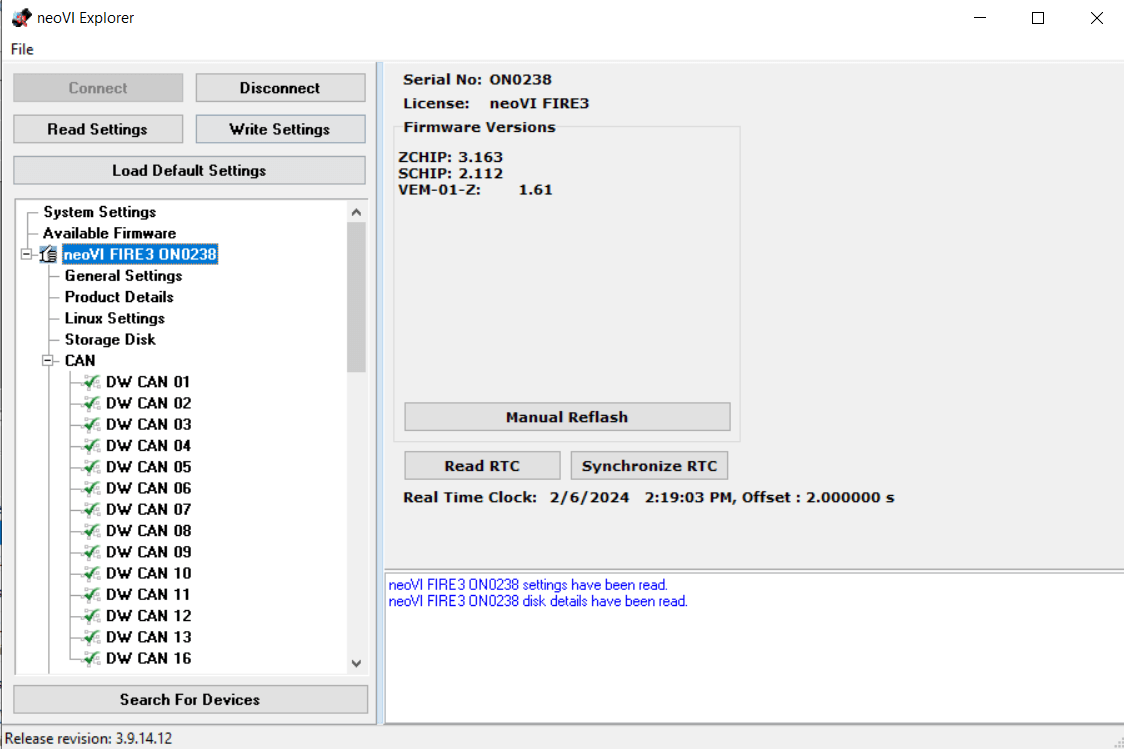 neoVI Explorer
File
Connect
Disconnect
Read Settings
Write Settings
Load Default Settings
System Settings
Available Firmware
neoVI FIRE3 ON0238
General Settings
Product Details
Linux Settings
Storage Disk
CAN
DW CAN 01
DW CAN 02
DW CAN 03
DW CAN 04
DW CAN 05
DW CAN 06
DW CAN 07
DW CAN 08
DW CAN 09
DW CAN 10
DW CAN 11
DW CAN 12
DW CAN 13
DW CAN 16
Search For Devices
Serial No: ON0238
License: neoVI FIRE3
Firmware Versions
ZCHIP: 3.163
SCHIP: 2.112
VEM-01-Z: 1.61
Manual Reflash
Read RTC
Synchronize RTC
Real Time Clock: 2/6/2024 2:19:03 PM, Offset : 2.000000 s
neoVI FIRE3 ON0238 settings have been read.
neoVI FIRE3 ON0238 disk details have been read.
Release revision: 3.9.14.12